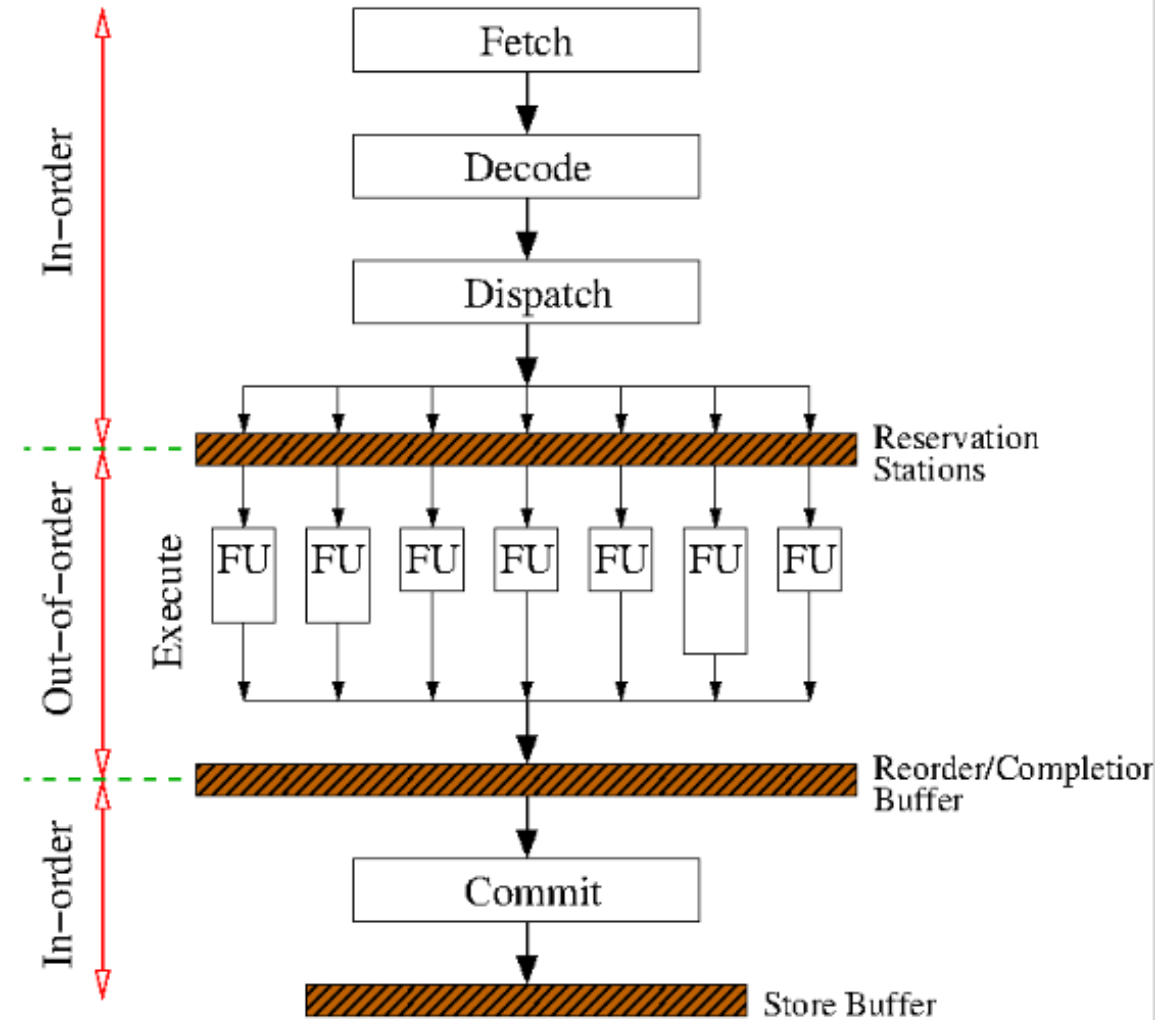 Fetch
In-order
Decode
Dispatch
Reservation
Stations
Out-of-order
Execute
FU FU FU FU FU FU FU
Reorder/Completior
Buffer
In-order
Commit
Store Buffer